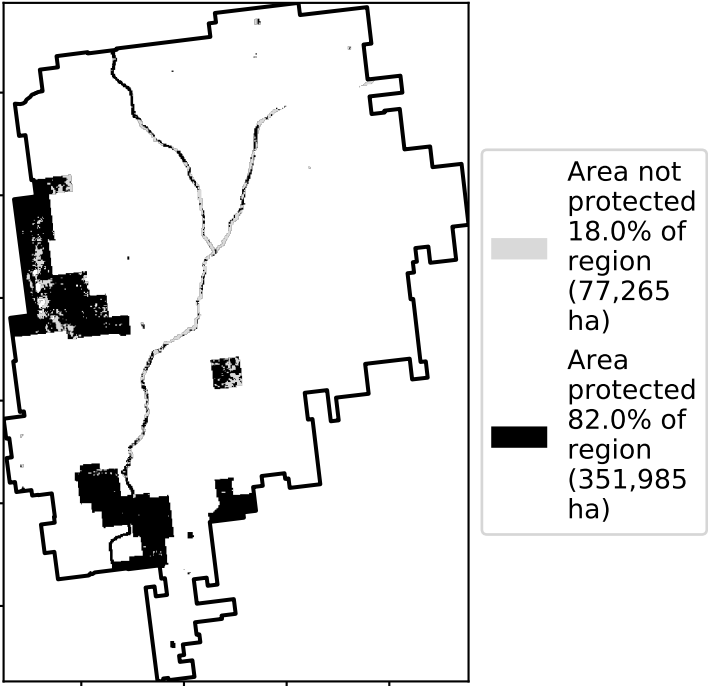 Area not
protected
18.0% of
region
(77,265
ha)
Area
protected
82.0% of
region
(351,985
ha)